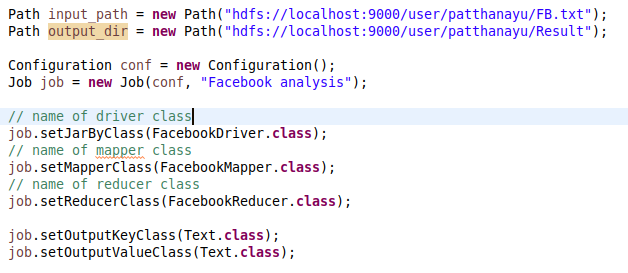 Path input_path = new Path("hdfs://localhost:9000/user/patthanayu/FB.txt");
Path output_dir = new Path("hdfs://localhost:9000/user/patthanayu/Result");
Configuration conf = new Configuration();
Job job = new Job(conf, "Facebook analysis");
// name of driver class
job.setJarByClass(FacebookDriver.class);
// name of mapper class
job.setMapperClass(FacebookMapper.class);
// name of reducer class
job.setReducerClass(FacebookReducer.class);
job.setOutputKeyClass(Text.class);
job.setOutputValueClass(Text.class);